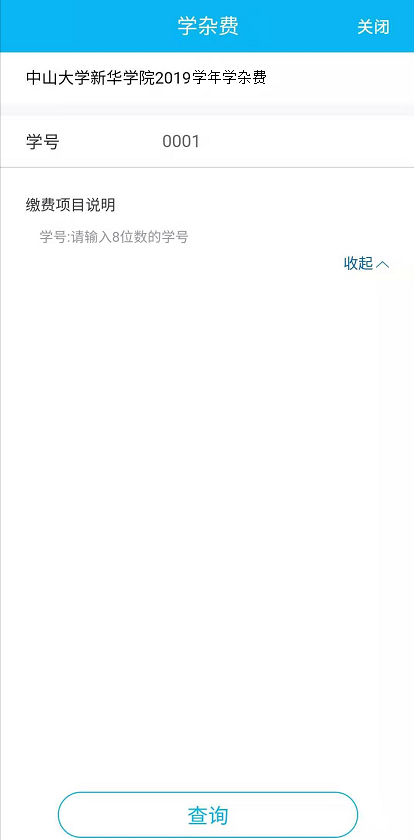 学杂费 关闭
中山大学新华学院2019学年学杂费
学号 0001
缴费项目说明
学号:请输入8位数的学号
收起
查询